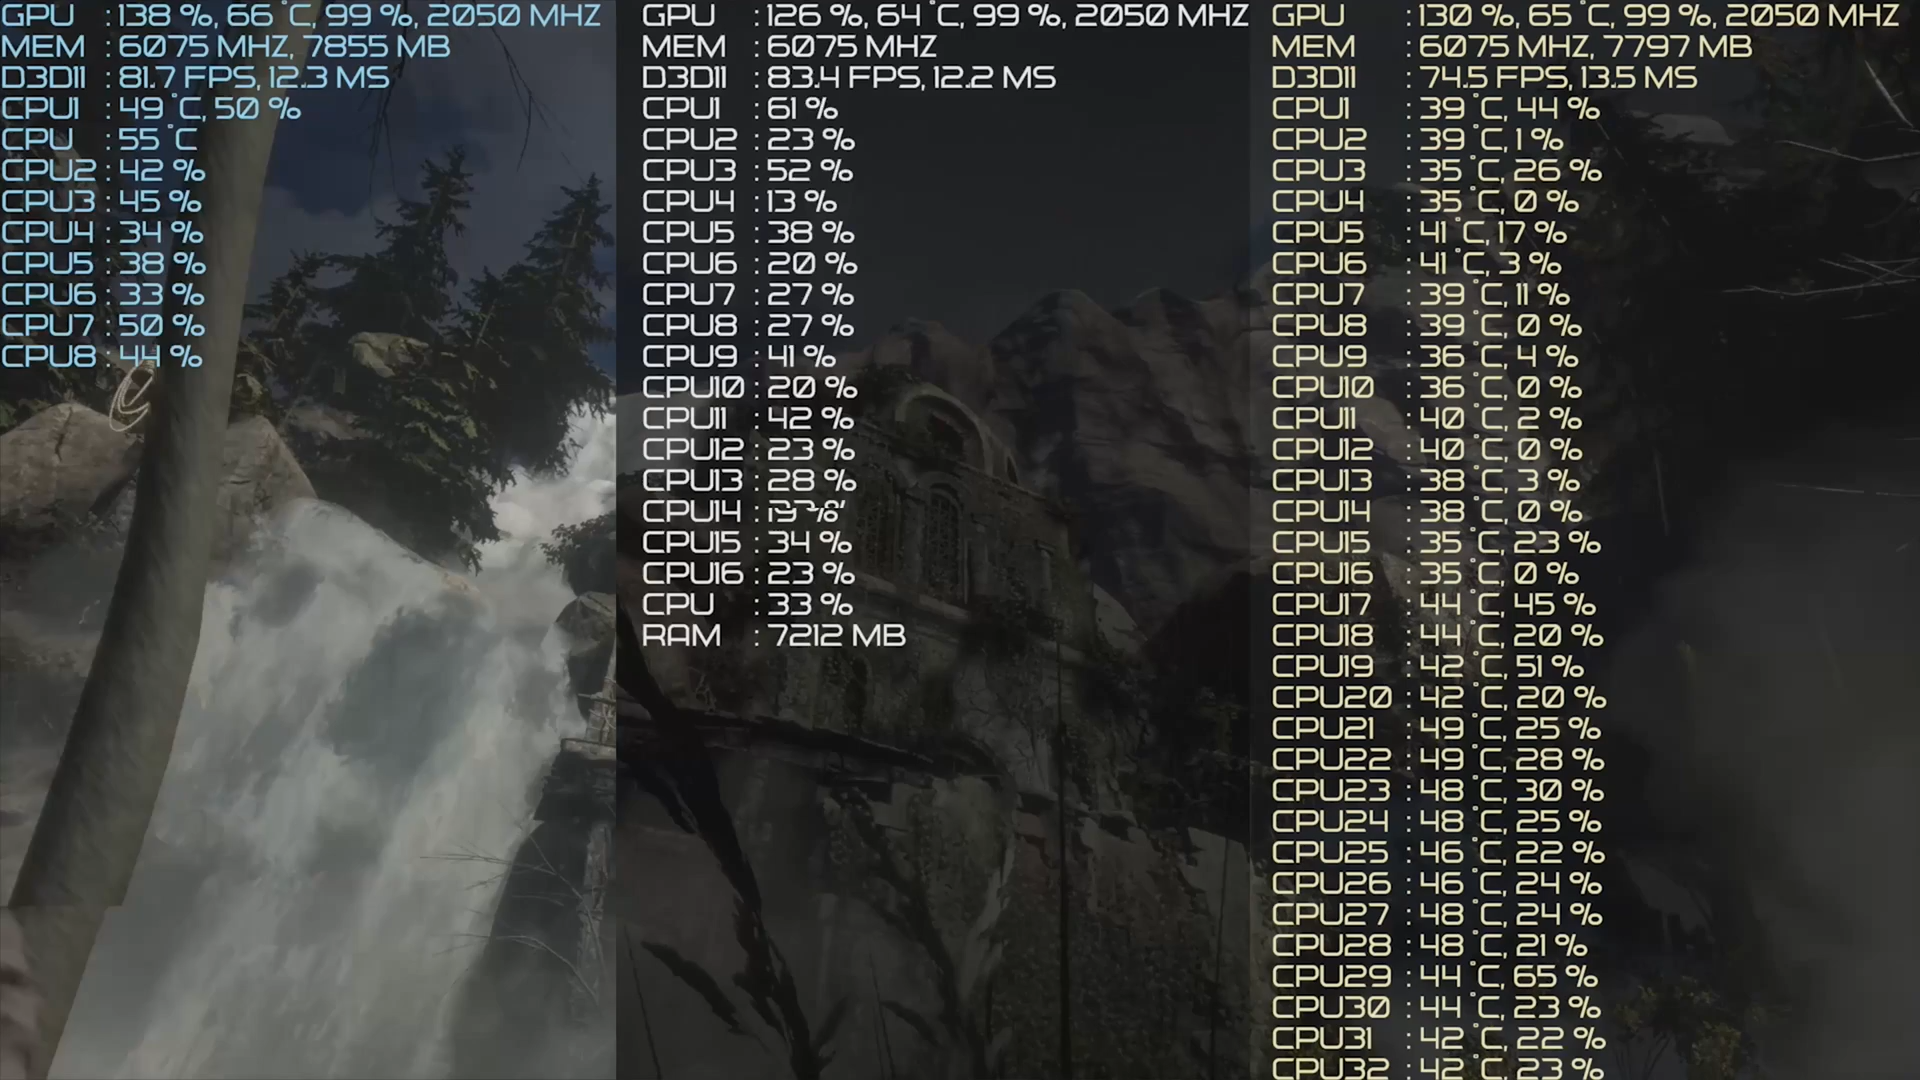 GPU : 138 %, 66 °C, 99 %, 2050 MHZ
MEM : 6075 MHZ, 7855 MB
D3D11 : 81.7 FPS, 12.3 MS
CPU1 : 49 °C, 50 %
CPU : 55 °C
CPU2 : 42 %
CPU3 : 45 %
CPU4 : 34 %
CPU5 : 38 %
CPU6 : 33 %
CPU7 : 50 %
CPU8 : 44 %
GPU : 126 %, 64 °C, 99 %, 2050 MHZ
MEM : 6075 MHZ
D3D11 : 83.4 FPS, 12.2 MS
CPU1 : 61 %
CPU2 : 23 %
CPU3 : 52 %
CPU4 : 13 %
CPU5 : 38 %
CPU6 : 20 %
CPU7 : 27 %
CPU8 : 27 %
CPU9 : 41 %
CPU10 : 20 %
CPU11 : 42 %
CPU12 : 23 %
CPU13 : 28 %
CPU14 : %
CPU15 : 34 %
CPU16 : 23 %
CPU : 33 %
RAM : 7212 MB
GPU : 130 %, 65 °C, 99 %, 2050 MHZ
MEM : 6075 MHZ, 7797 MB
D3D11 : 74.5 FPS, 13.5 MS
CPU1 : 39 °C, 44 %
CPU2 : 39 °C, 1 %
CPU3 : 35 °C, 26 %
CPU4 : 35 °C, 0 %
CPU5 : 41 °C, 17 %
CPU6 : 41 °C, 3 %
CPU7 : 39 °C, 11 %
CPU8 : 39 °C, 0 %
CPU9 : 36 °C, 4 %
CPU10 : 36 °C, 0 %
CPU11 : 40 °C, 2 %
CPU12 : 40 °C, 0 %
CPU13 : 38 °C, 3 %
CPU14 : 38 °C, 0 %
CPU15 : 35 °C, 23 %
CPU16 : 35 °C, 0 %
CPU17 : 44 °C, 45 %
CPU18 : 44 °C, 20 %
CPU19 : 42 °C, 51 %
CPU20 : 42 °C, 20 %
CPU21 : 49 °C, 25 %
CPU22 : 49 °C, 28 %
CPU23 : 48 °C, 30 %
CPU24 : 48 °C, 25 %
CPU25 : 46 °C, 22 %
CPU26 : 46 °C, 24 %
CPU27 : 48 °C, 24 %
CPU28 : 48 °C, 21 %
CPU29 : 44 °C, 65 %
CPU30 : 44 °C, 23 %
CPU31 : 42 °C, 22 %
CPU32 : 42 °C, 23 %